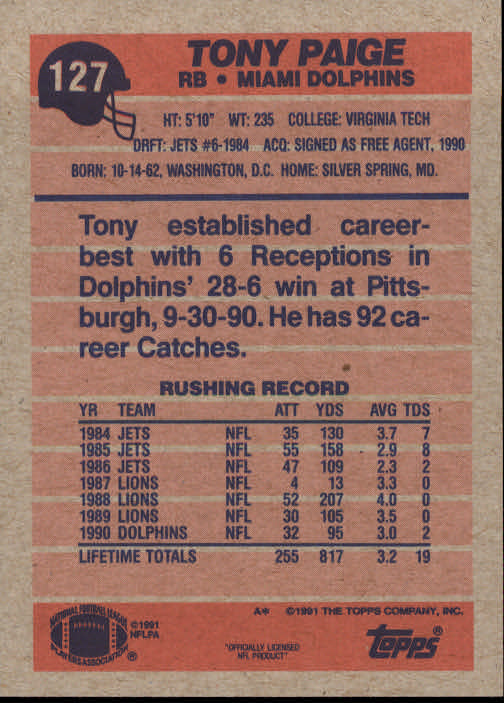 127
TONY PAIGE
RB • MIAMI DOLPHINS
HT: 5'10" WT: 235 COLLEGE: VIRGINIA TECH
DRFT: JETS #6-1984 ACQ: SIGNED AS FREE AGENT, 1990
BORN: 10-14-62, WASHINGTON, D.C. HOME: SILVER SPRING, MD.
Tony established career-
best with 6 Receptions in
Dolphins' 28-6 win at Pitts-
burgh, 9-30-90. He has 92 ca-
reer Catches.
RUSHING RECORD
YR TEAM ATT YDS AVG TDS
1984 JETS NFL 35 130 3.7 7
1985 JETS NFL 55 158 2.9 8
1986 JETS NFL 47 109 2.3 2
1987 LIONS NFL 4 13 3.3 0
1988 LIONS NFL 52 207 4.0 0
1989 LIONS NFL 30 105 3.5 0
1990 DOLPHINS NFL 32 95 3.0 2
LIFETIME TOTALS 255 817 3.2 19
A* ©1991 THE TOPPS COMPANY, INC.
NATIONAL FOOTBALL LEAGUE
PLAYERS ASSOCIATION ®
©1991
NFLPA
"OFFICIALLY LICENSED
NFL PRODUCT"
topps®